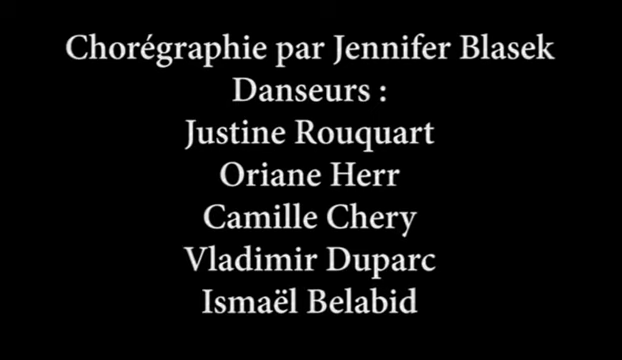 Chorégraphie par Jennifer Blasek
Danseurs :
Justine Rouquart
Oriane Herr
Camille Chery
Vladimir Duparc
Ismaël Belabid